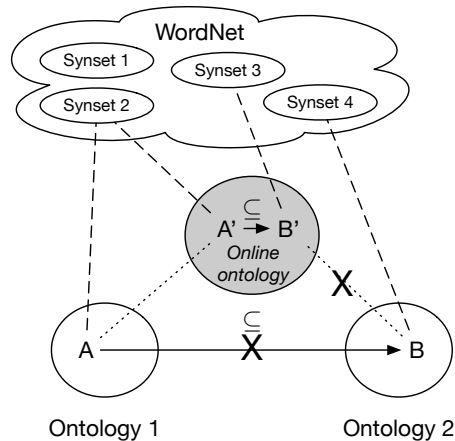 WordNet
Synset 1
Synset 3
Synset 2
Synset 4
⊆
A' B'
Online
ontology
X
⊆
A X B
Ontology 1 Ontology 2